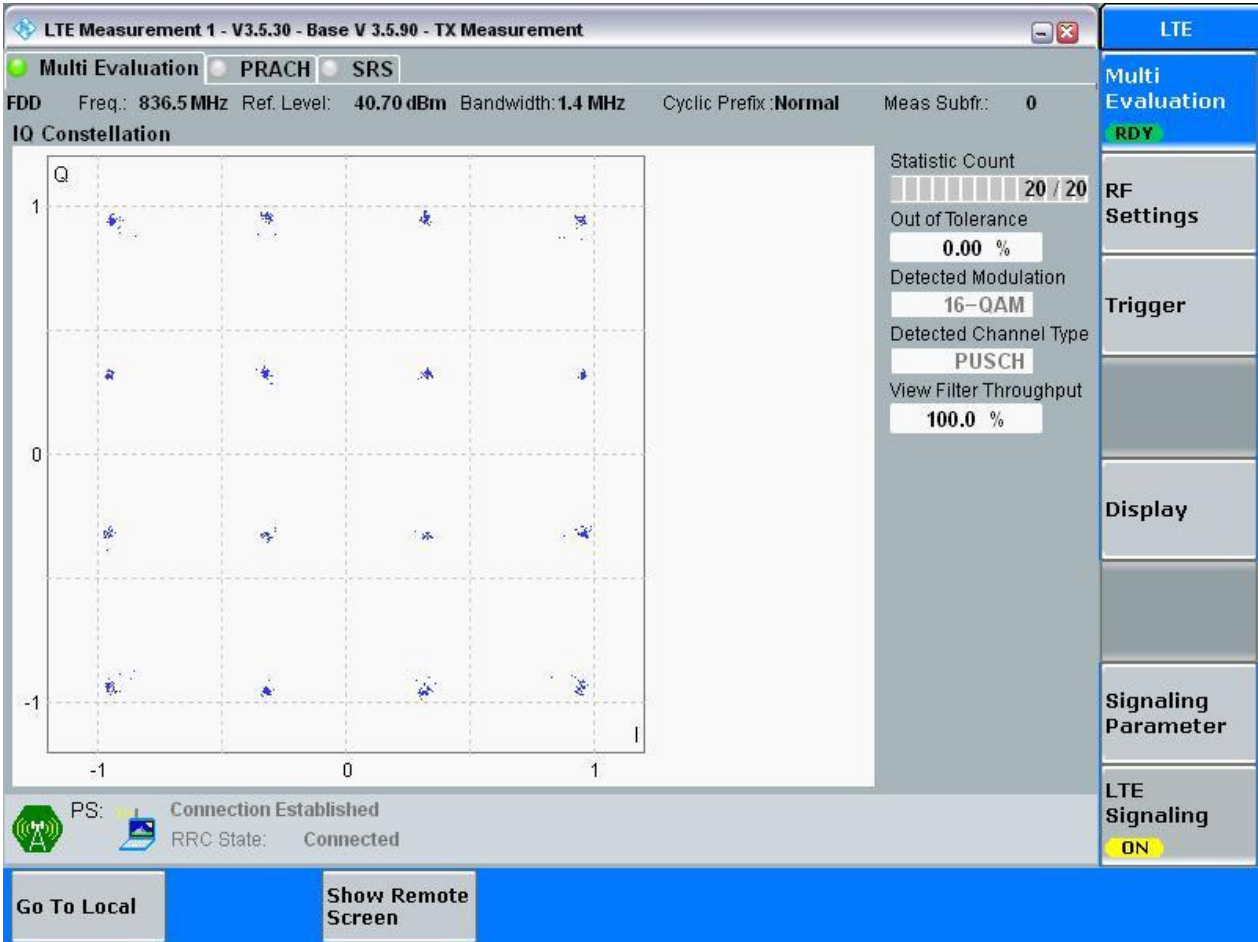 LTE Measurement 1 - V3.5.30 - Base V 3.5.90 - TX Measurement
LTE
Multi Evaluation PRACH SRS
FDD Freq.: 836.5 MHz Ref. Level: 40.70 dBm Bandwidth: 1.4 MHz Cyclic Prefix :Normal Meas Subfr.: 0
IQ Constellation
Q
1
0
-1
-1 0 1
I
Statistic Count
20 / 20
Out of Tolerance
0.00 %
Detected Modulation
16-QAM
Detected Channel Type
PUSCH
View Filter Throughput
100.0 %
Multi
Evaluation
RDY
RF
Settings
Trigger
Display
Signaling
Parameter
LTE
Signaling
ON
PS: Connection Established
RRC State: Connected
Go To Local
Show Remote
Screen